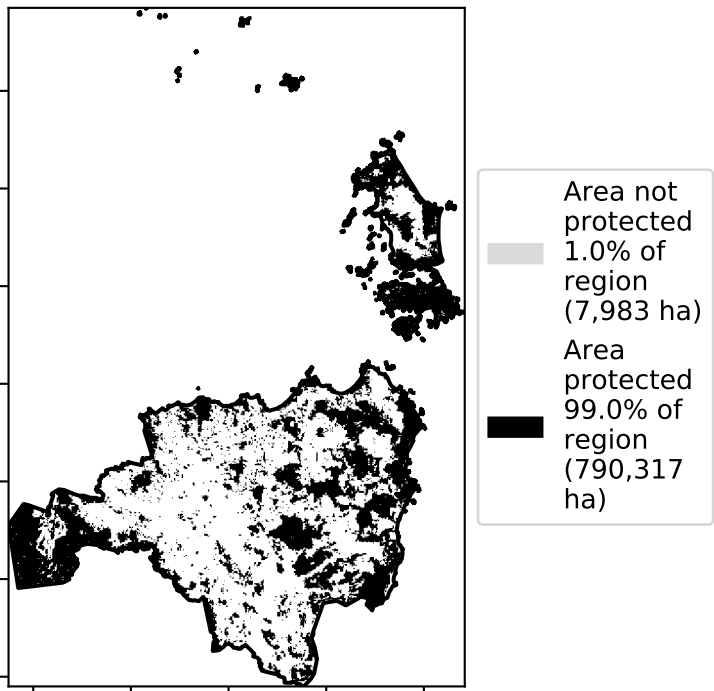 Area not
protected
1.0% of
region
(7,983 ha)
Area
protected
99.0% of
region
(790,317
ha)